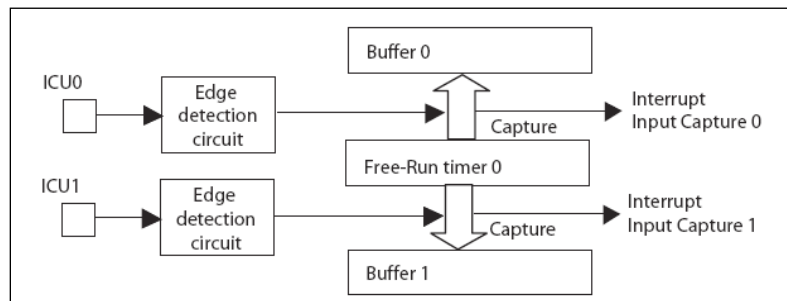 Buffer 0
ICU0
Edge
detection
circuit
Capture
Interrupt
Input Capture 0
Free-Run timer 0
ICU1
Edge
detection
circuit
Capture
Interrupt
Input Capture 1
Buffer 1